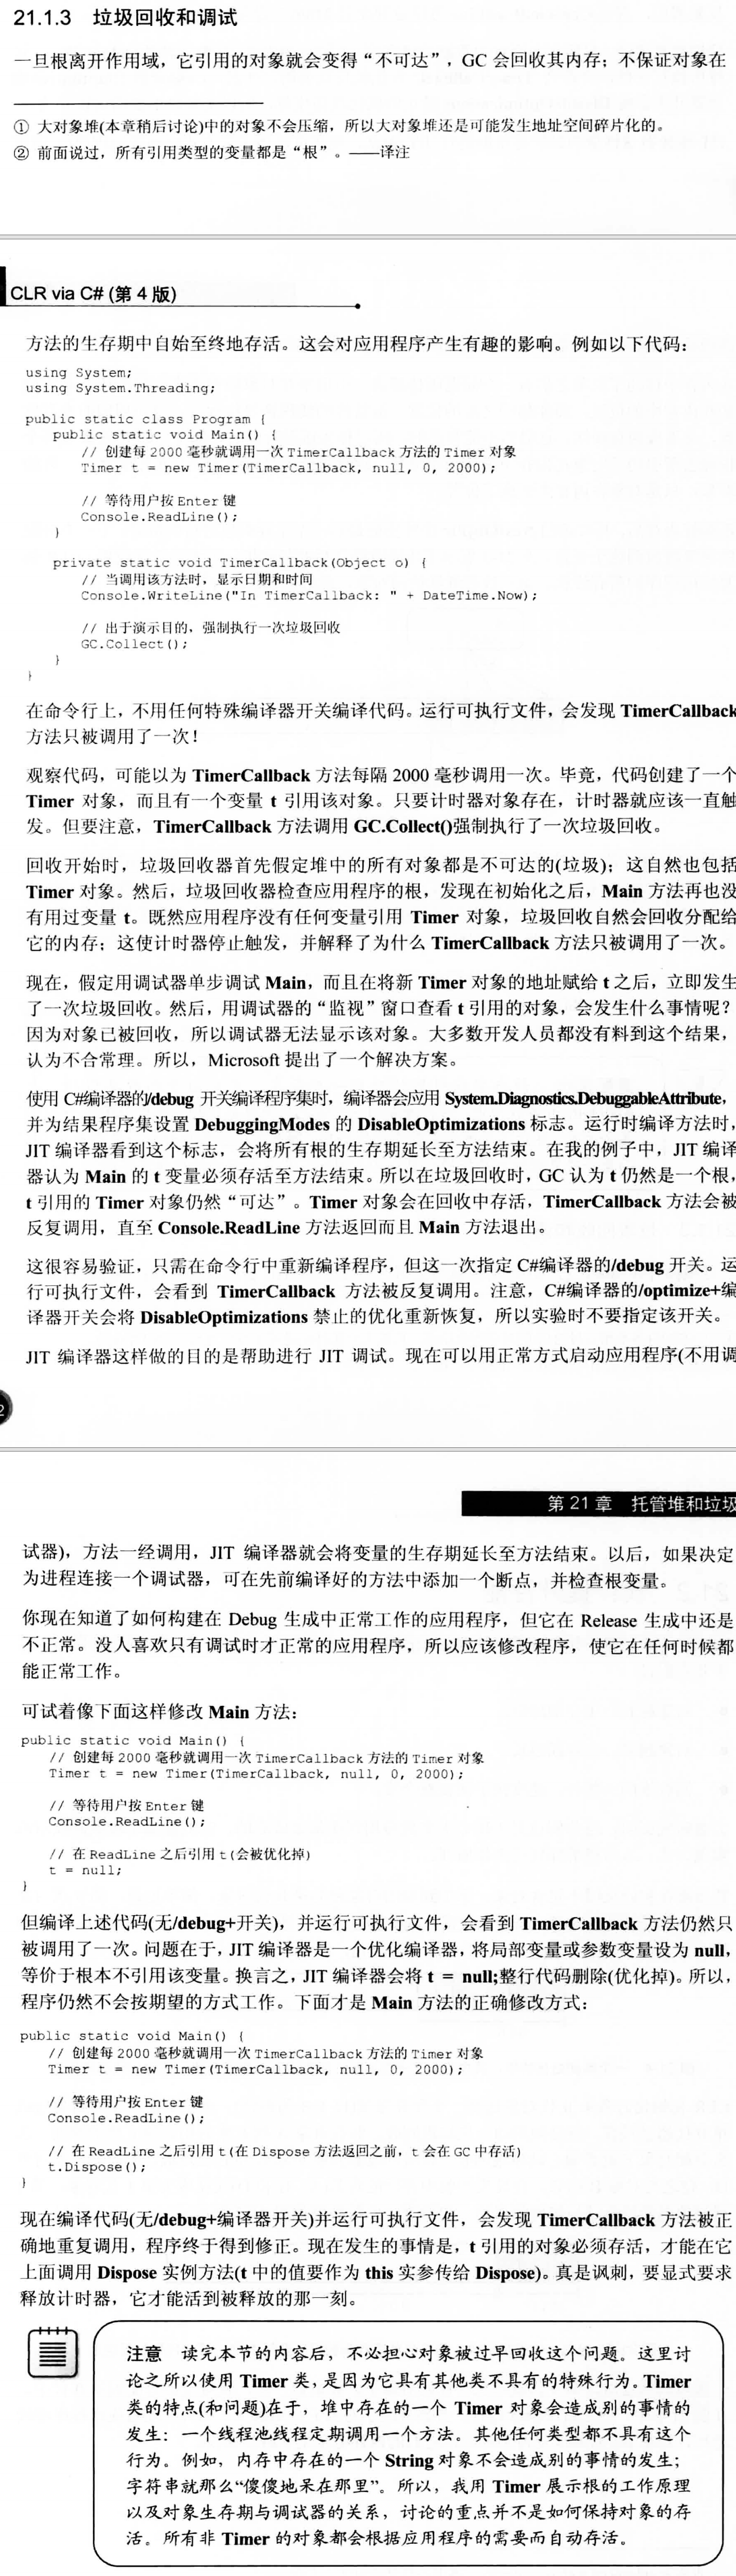 21.1.3 垃圾回收和调试
一旦根离开作用域，它引用的对象就会变得“不可达”，GC 会回收其内存；不保证对象在
① 大对象堆(本章稍后讨论)中的对象不会压缩，所以大对象堆还是可能发生地址空间碎片化的。
② 前面说过，所有引用类型的变量都是“根”。——译注
CLR via C# (第 4 版)
方法的生存期中自始至终地存活。这会对应用程序产生有趣的影响。例如以下代码：
using System;
using System.Threading;
public static class Program {
public static void Main() {
// 创建每 2000 毫秒就调用一次 TimerCallback 方法的 Timer 对象
Timer t = new Timer(TimerCallback, null, 0, 2000);
// 等待用户按 Enter 键
Console.ReadLine();
}
private static void TimerCallback(Object o) {
// 当调用该方法时，显示日期和时间
Console.WriteLine("In TimerCallback: " + DateTime.Now);
// 出于演示目的，强制执行一次垃圾回收
GC.Collect();
}
}
在命令行上，不用任何特殊编译器开关编译代码。运行可执行文件，会发现 TimerCallback
方法只被调用了一次！
观察代码，可能以为 TimerCallback 方法每隔 2000 毫秒调用一次。毕竟，代码创建了一个
Timer 对象，而且有一个变量 t 引用该对象。只要计时器对象存在，计时器就应该一直触
发。但要注意，TimerCallback 方法调用 GC.Collect()强制执行了一次垃圾回收。
回收开始时，垃圾回收器首先假定堆中的所有对象都是不可达的(垃圾)；这自然也包括
Timer 对象。然后，垃圾回收器检查应用程序的根，发现在初始化之后，Main 方法再也没
有用过变量 t。既然应用程序没有任何变量引用 Timer 对象，垃圾回收自然会回收分配给
它的内存；这使计时器停止触发，并解释了为什么 TimerCallback 方法只被调用了一次。
现在，假定用调试器单步调试 Main，而且在将新 Timer 对象的地址赋给 t 之后，立即发生
了一次垃圾回收。然后，用调试器的“监视”窗口查看 t 引用的对象，会发生什么事情呢？
因为对象已被回收，所以调试器无法显示该对象。大多数开发人员都没有料到这个结果，
认为不合常理。所以，Microsoft 提出了一个解决方案。
使用 C#编译器的/debug 开关编译程序集时，编译器会应用 System.Diagnostics.DebuggableAttribute，
并为结果程序集设置 DebuggingModes 的 DisableOptimizations 标志。运行时编译方法时，
JIT 编译器看到这个标志，会将所有根的生存期延长至方法结束。在我的例子中，JIT 编译
器认为 Main 的 t 变量必须存活至方法结束。所以在垃圾回收时，GC 认为 t 仍然是一个根，
t 引用的 Timer 对象仍然“可达”。Timer 对象会在回收中存活，TimerCallback 方法会被
反复调用，直至 Console.ReadLine 方法返回而且 Main 方法退出。
这很容易验证，只需在命令行中重新编译程序，但这一次指定 C#编译器的/debug 开关。运
行可执行文件，会看到 TimerCallback 方法被反复调用。注意，C#编译器的/optimize+编
译器开关会将 DisableOptimizations 禁止的优化重新恢复，所以实验时不要指定该开关。
JIT 编译器这样做的目的是帮助进行 JIT 调试。现在可以用正常方式启动应用程序(不用调
2
第 21 章 托管堆和垃圾
试器)，方法一经调用，JIT 编译器就会将变量的生存期延长至方法结束。以后，如果决定
为进程连接一个调试器，可在先前编译好的方法中添加一个断点，并检查根变量。
你现在知道了如何构建在 Debug 生成中正常工作的应用程序，但它在 Release 生成中还是
不正常。没人喜欢只有调试时才正常的应用程序，所以应该修改程序，使它在任何时候都
能正常工作。
可试着像下面这样修改 Main 方法：
public static void Main() {
// 创建每 2000 毫秒就调用一次 TimerCallback 方法的 Timer 对象
Timer t = new Timer(TimerCallback, null, 0, 2000);
// 等待用户按 Enter 键
Console.ReadLine();
// 在 ReadLine 之后引用 t(会被优化掉)
t = null;
}
但编译上述代码(无/debug+开关)，并运行可执行文件，会看到 TimerCallback 方法仍然只
被调用了一次。问题在于，JIT 编译器是一个优化编译器，将局部变量或参数变量设为 null，
等价于根本不引用该变量。换言之，JIT 编译器会将 t = null;整行代码删除(优化掉)。所以，
程序仍然不会按期望的方式工作。下面才是 Main 方法的正确修改方式：
public static void Main() {
// 创建每 2000 毫秒就调用一次 TimerCallback 方法的 Timer 对象
Timer t = new Timer(TimerCallback, null, 0, 2000);
// 等待用户按 Enter 键
Console.ReadLine();
// 在 ReadLine 之后引用 t(在 Dispose 方法返回之前，t 会在 GC 中存活)
t.Dispose();
}
现在编译代码(无/debug+编译器开关)并运行可执行文件，会发现 TimerCallback 方法被正
确地重复调用，程序终于得到修正。现在发生的事情是，t 引用的对象必须存活，才能在它
上面调用 Dispose 实例方法(t 中的值要作为 this 实参传给 Dispose)。真是讽刺，要显式要求
释放计时器，它才能活到被释放的那一刻。
注意 读完本节的内容后，不必担心对象被过早回收这个问题。这里讨
论之所以使用 Timer 类，是因为它具有其他类不具有的特殊行为。Timer
类的特点(和问题)在于，堆中存在的一个 Timer 对象会造成别的事情的
发生：一个线程池线程定期调用一个方法。其他任何类型都不具有这个
行为。例如，内存中存在的一个 String 对象不会造成别的事情的发生；
字符串就那么“傻傻地呆在那里”。所以，我用 Timer 展示根的工作原理
以及对象生存期与调试器的关系，讨论的重点并不是如何保持对象的存
活。所有非 Timer 的对象都会根据应用程序的需要而自动存活。